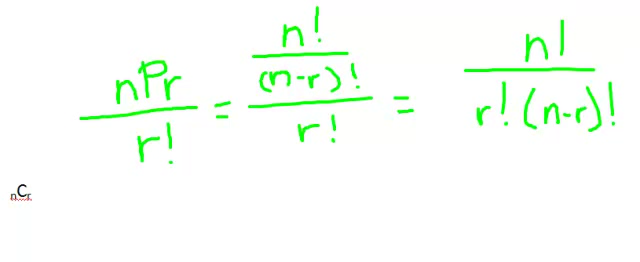 nPr / r! = (n! / (n-r)!) / r! = n! / r!(n-r)!
nCr